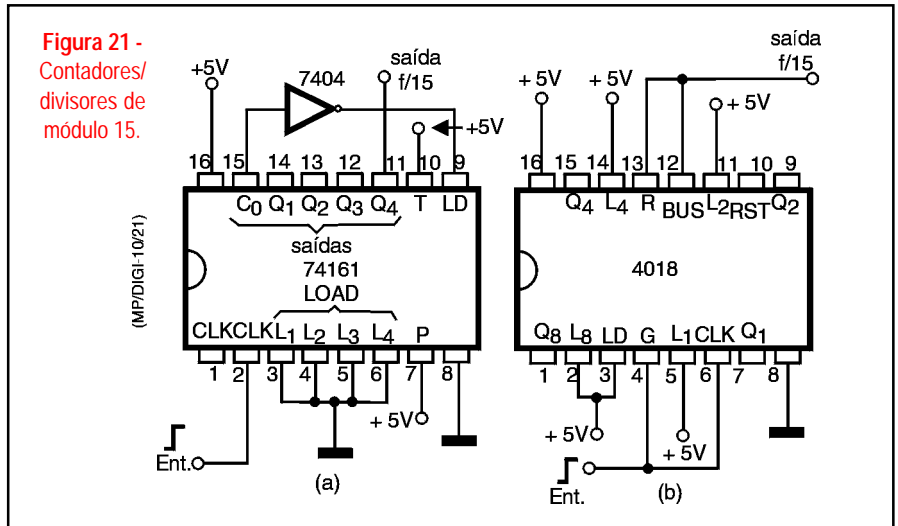 Figura 21 -
Contadores/
divisores de
módulo 15.
(MP/DIGI-10/21)
+5V
7404
saída
f/15
+5V
16 15 14 13 12 11 10 9
C0 Q1 Q2 Q3 Q4 T LD
saídas
74161
LOAD
CLK CLK L1 L2 L3 L4 P
1 2 3 4 5 6 7 8
+ 5V
Ent.
(a)
saída
f/15
+ 5V
+ 5V
+ 5V
16 15 14 13 12 11 10 9
Q4 L4 R BUS L2 RST Q2
4018
Q8 L8 LD G L1 CLK Q1
1 2 3 4 5 6 7 8
+ 5V
+ 5V
Ent.
(b)